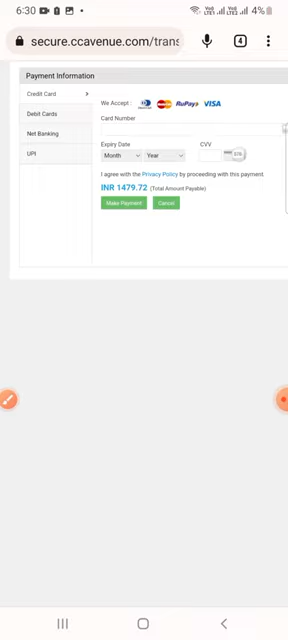 6:30
4%
secure.ccavenue.com/trans
4
Payment Information
Credit Card
Debit Cards
Net Banking
UPI
We Accept :
RuPay
VISA
Card Number
Expiry Date
CVV
Month
Year
I agree with the Privacy Policy by proceeding with this payment.
INR 1479.72 (Total Amount Payable)
Make Payment
Cancel